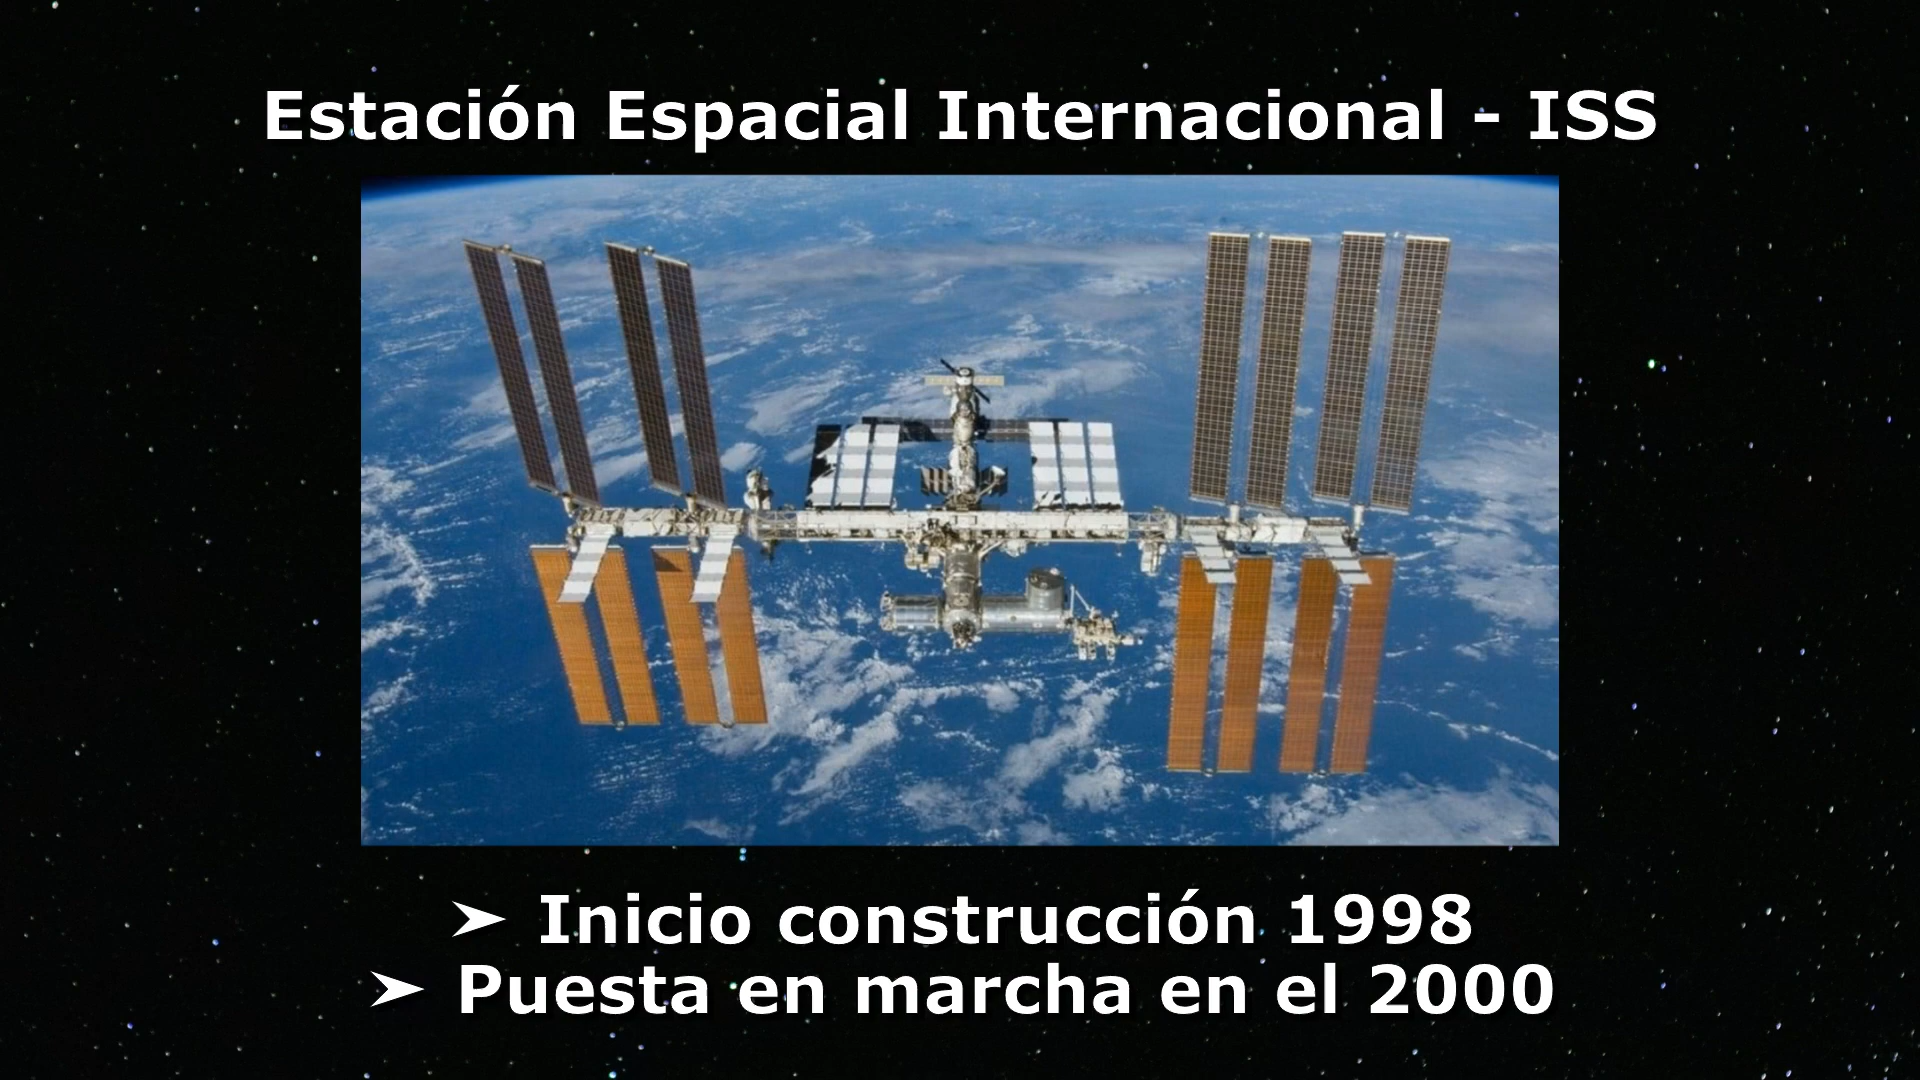 Estación Espacial Internacional - ISS
➤ Inicio construcción 1998
➤ Puesta en marcha en el 2000